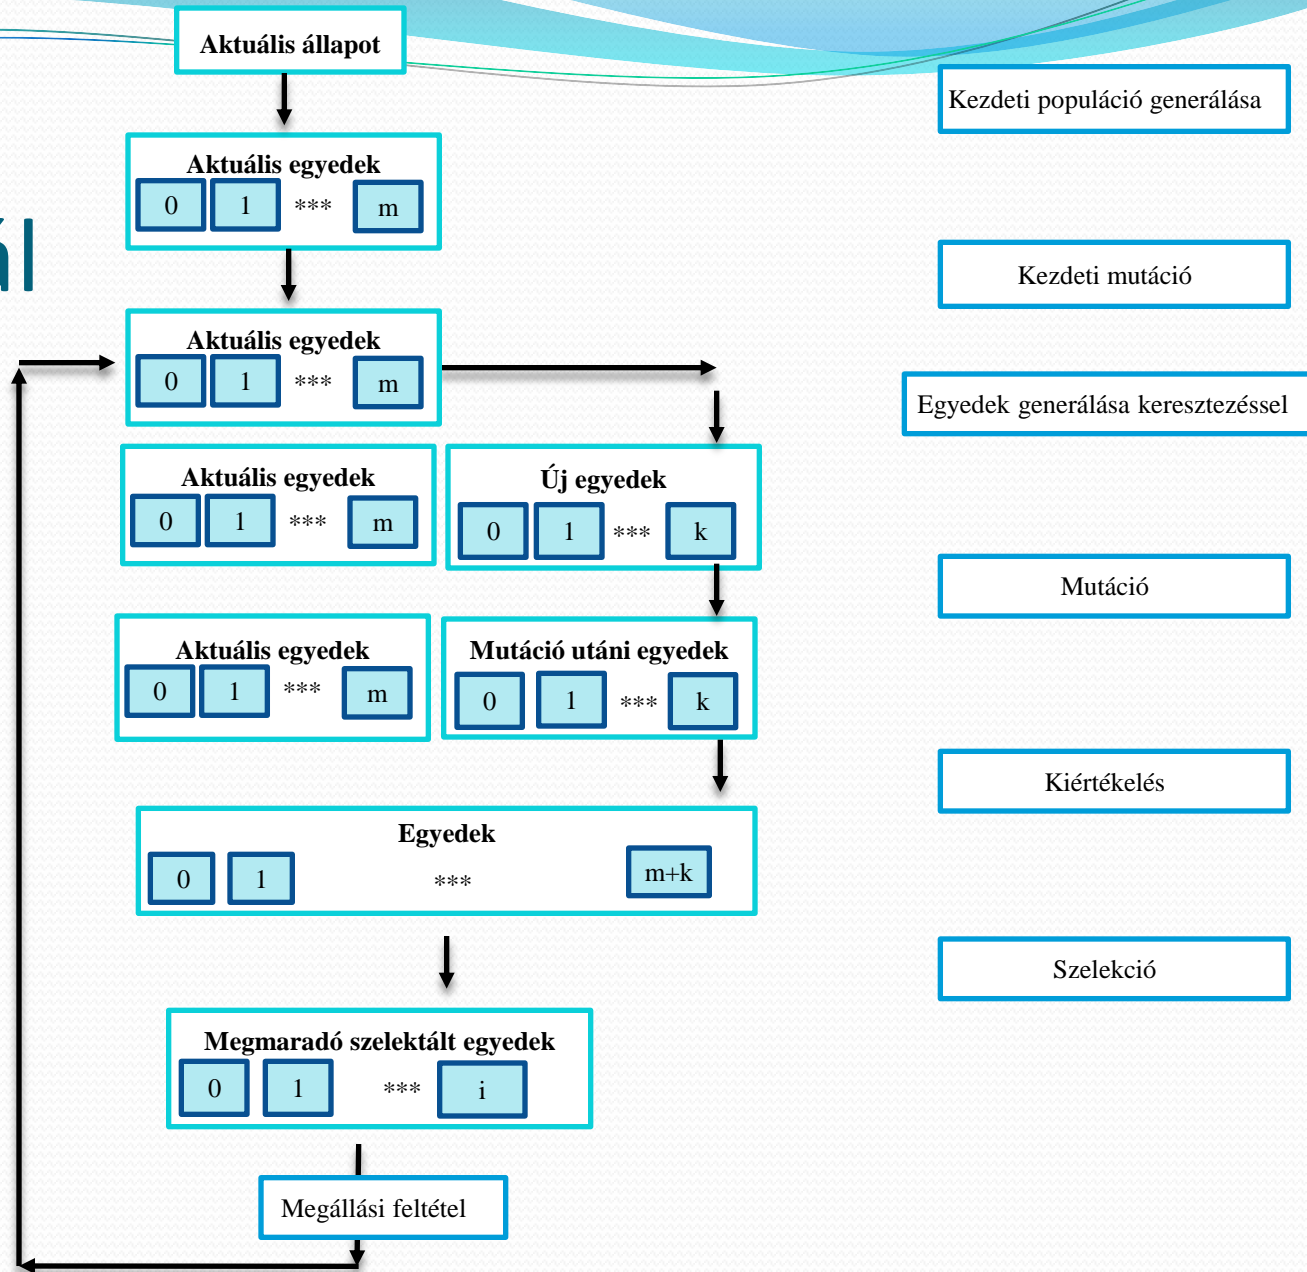 Aktuális állapot
Kezdeti populáció generálása
Aktuális egyedek
0 1 *** m
ál
Kezdeti mutáció
Aktuális egyedek
0 1 *** m
Egyedek generálása keresztezéssel
Aktuális egyedek
0 1 *** m
Új egyedek
0 1 *** k
Mutáció
Aktuális egyedek
0 1 *** m
Mutáció utáni egyedek
0 1 *** k
Kiértékelés
Egyedek
0 1 *** m+k
Szelekció
Megmaradó szelektált egyedek
0 1 *** i
Megállási feltétel